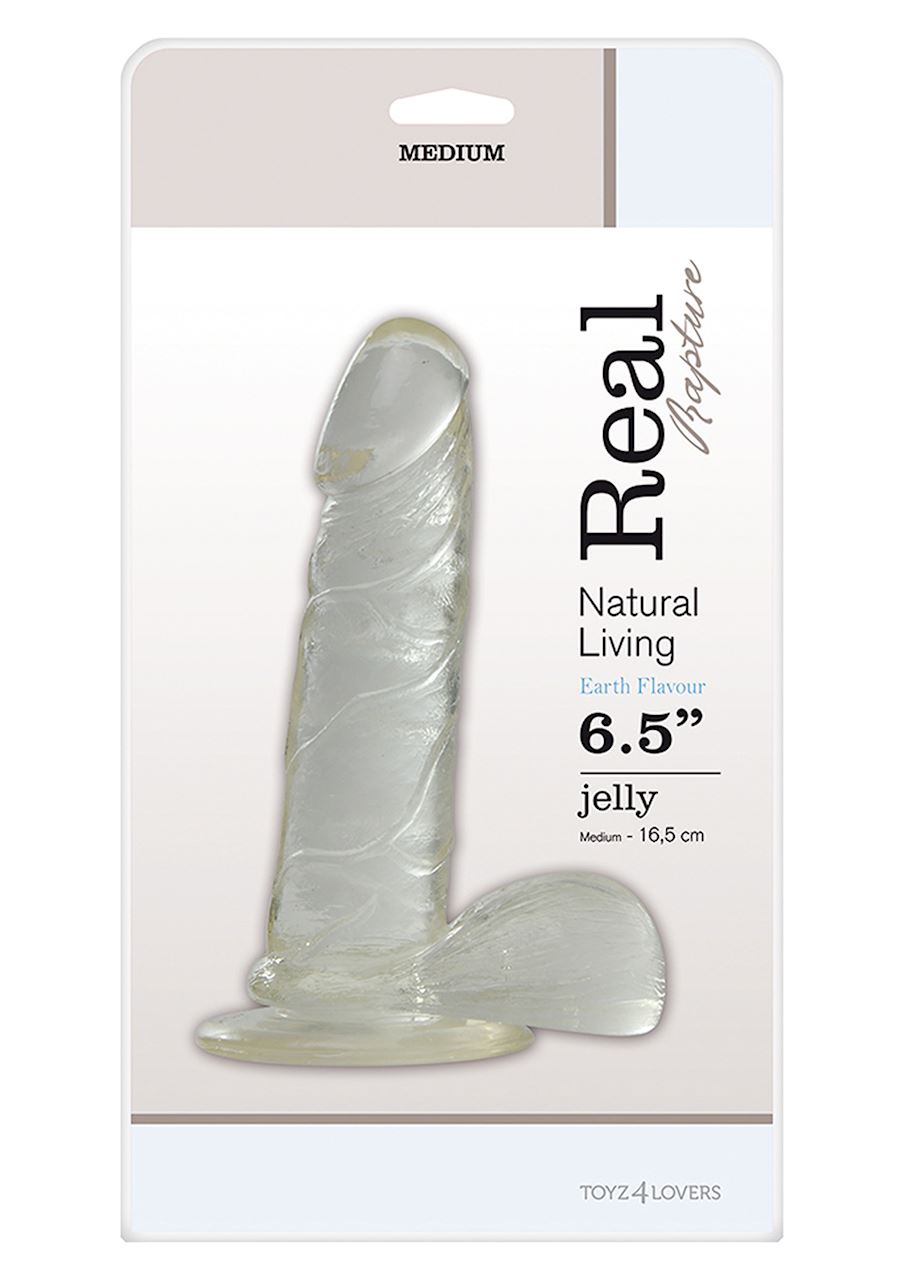 MEDIUM
Real
Rapture
Natural
Living
Earth Flavour
6.5”
jelly
Medium - 16,5 cm
TOYZ4LOVERS